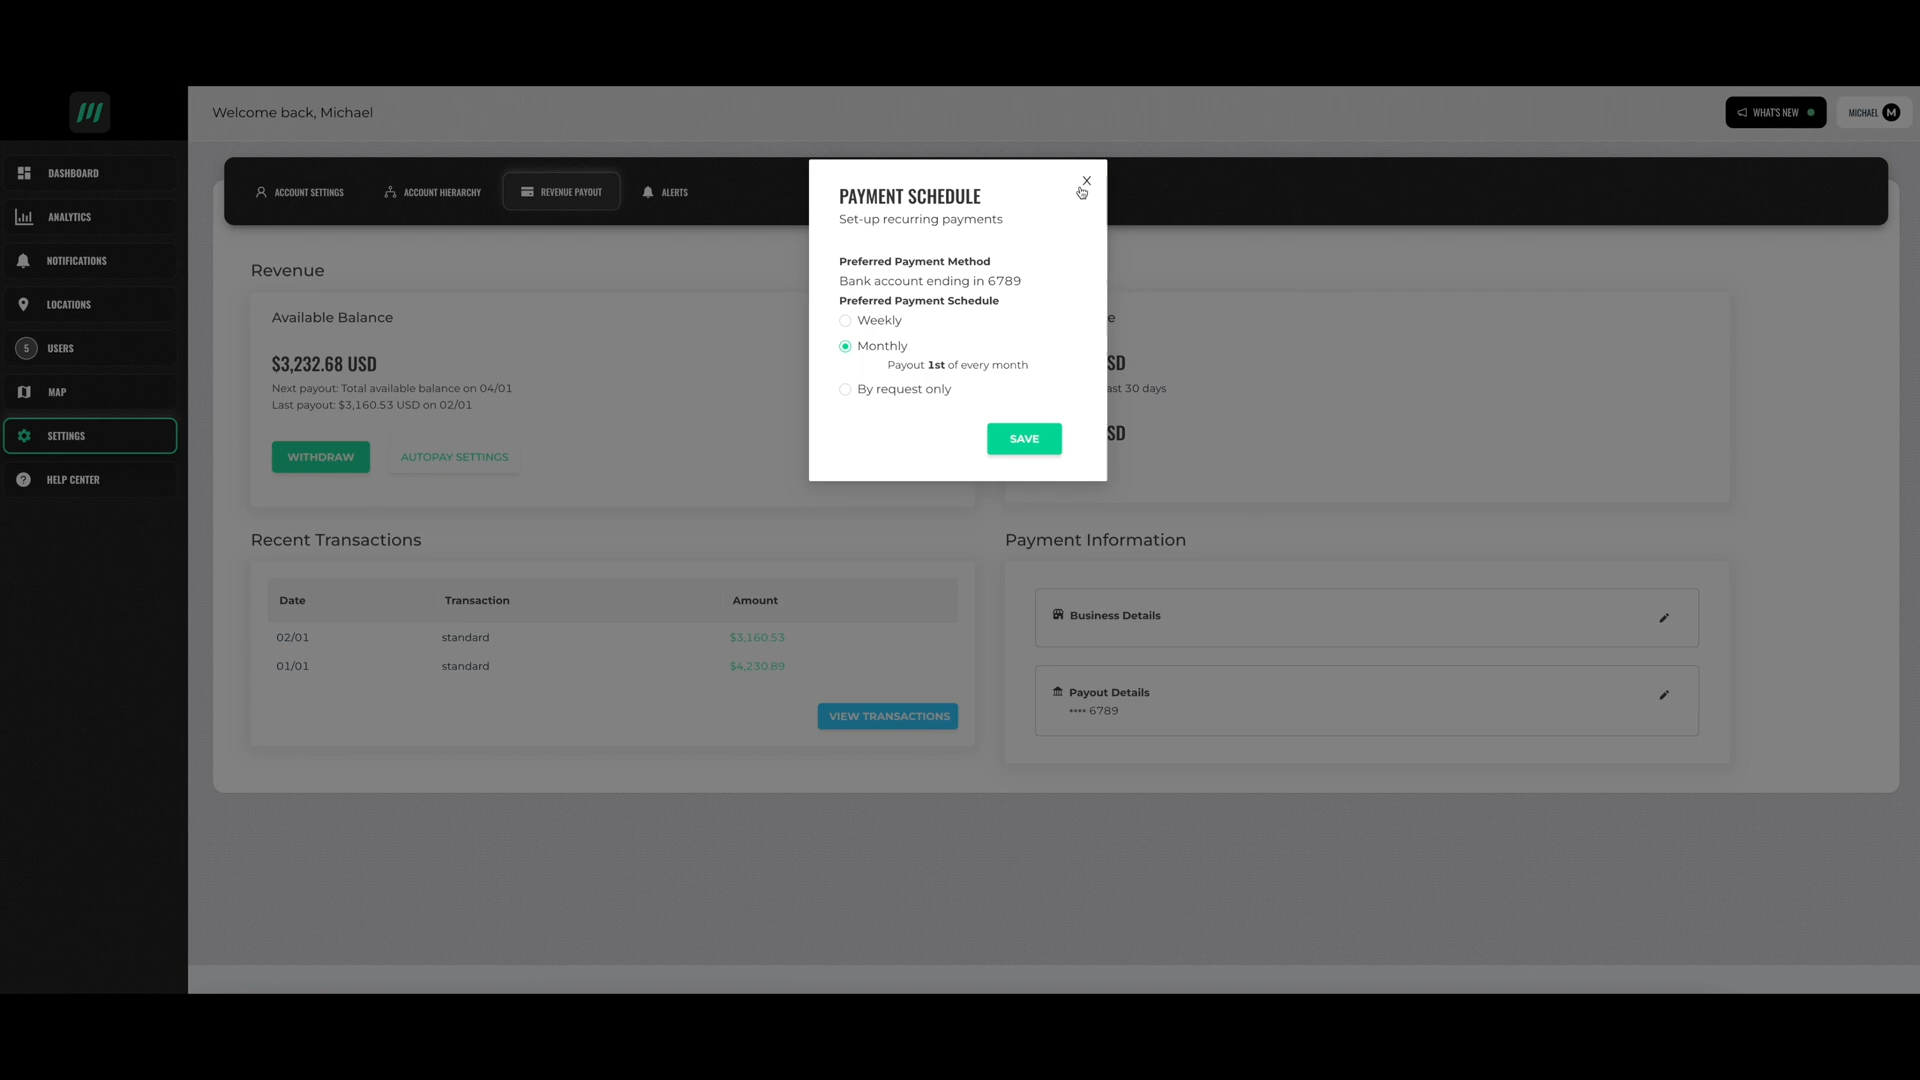 Welcome back, Michael
WHAT'S NEW
MICHAEL M
DASHBOARD
ANALYTICS
NOTIFICATIONS
LOCATIONS
5 USERS
MAP
SETTINGS
? HELP CENTER
ACCOUNT SETTINGS
ACCOUNT HIERARCHY
REVENUE PAYOUT
ALERTS
X
PAYMENT SCHEDULE
Set-up recurring payments
Preferred Payment Method
Bank account ending in 6789
Preferred Payment Schedule
Weekly
Monthly
Payout 1st of every month
By request only
SAVE
Revenue
Available Balance
$3,232.68 USD
Next payout: Total available balance on 04/01
Last payout: $3,160.53 USD on 02/01
WITHDRAW
AUTOPAY SETTINGS
Recent Transactions
Date Transaction Amount
02/01 standard $3,160.53
01/01 standard $4,230.89
VIEW TRANSACTIONS
Payment Information
Business Details
Payout Details
•••• 6789